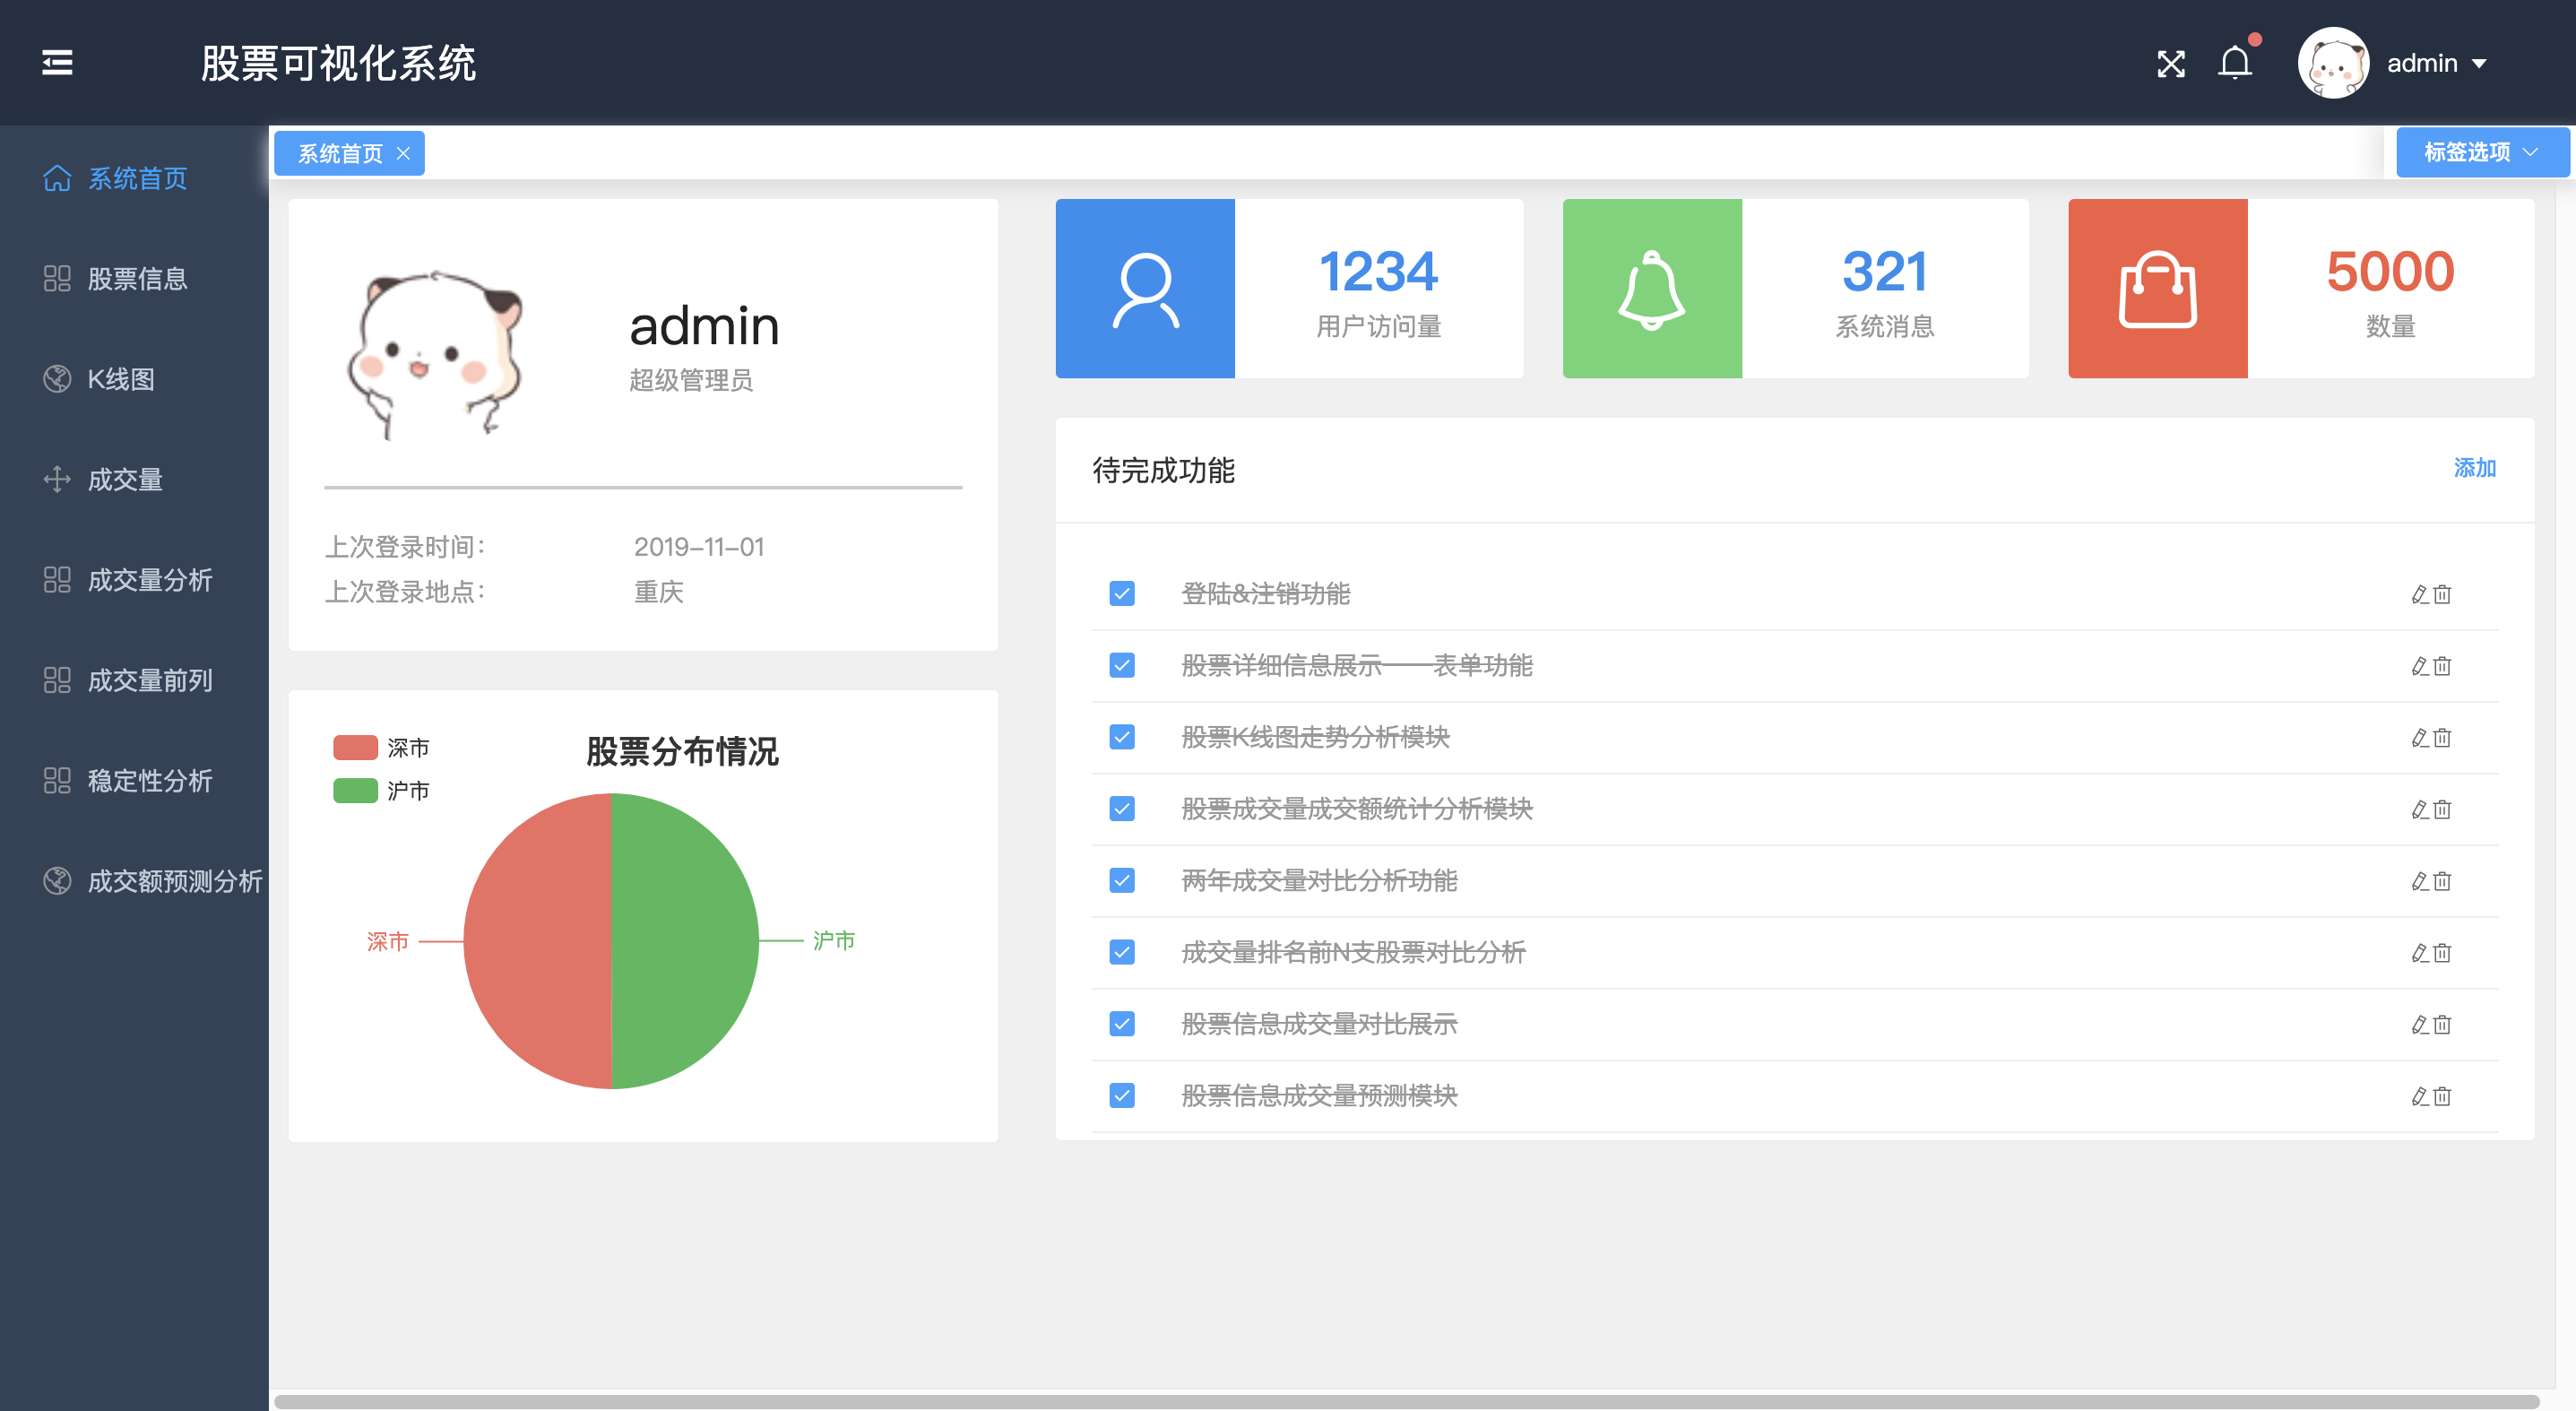 股票可视化系统
admin
系统首页
股票信息
K线图
成交量
成交量分析
成交量前列
稳定性分析
成交额预测分析
系统首页
标签选项
admin
超级管理员
上次登录时间：
2019-11-01
上次登录地点：
重庆
深市
沪市
股票分布情况
深市
沪市
1234
用户访问量
321
系统消息
5000
数量
待完成功能
添加
登陆&注销功能
股票详细信息展示——表单功能
股票K线图走势分析模块
股票成交量成交额统计分析模块
两年成交量对比分析功能
成交量排名前N支股票对比分析
股票信息成交量对比展示
股票信息成交量预测模块